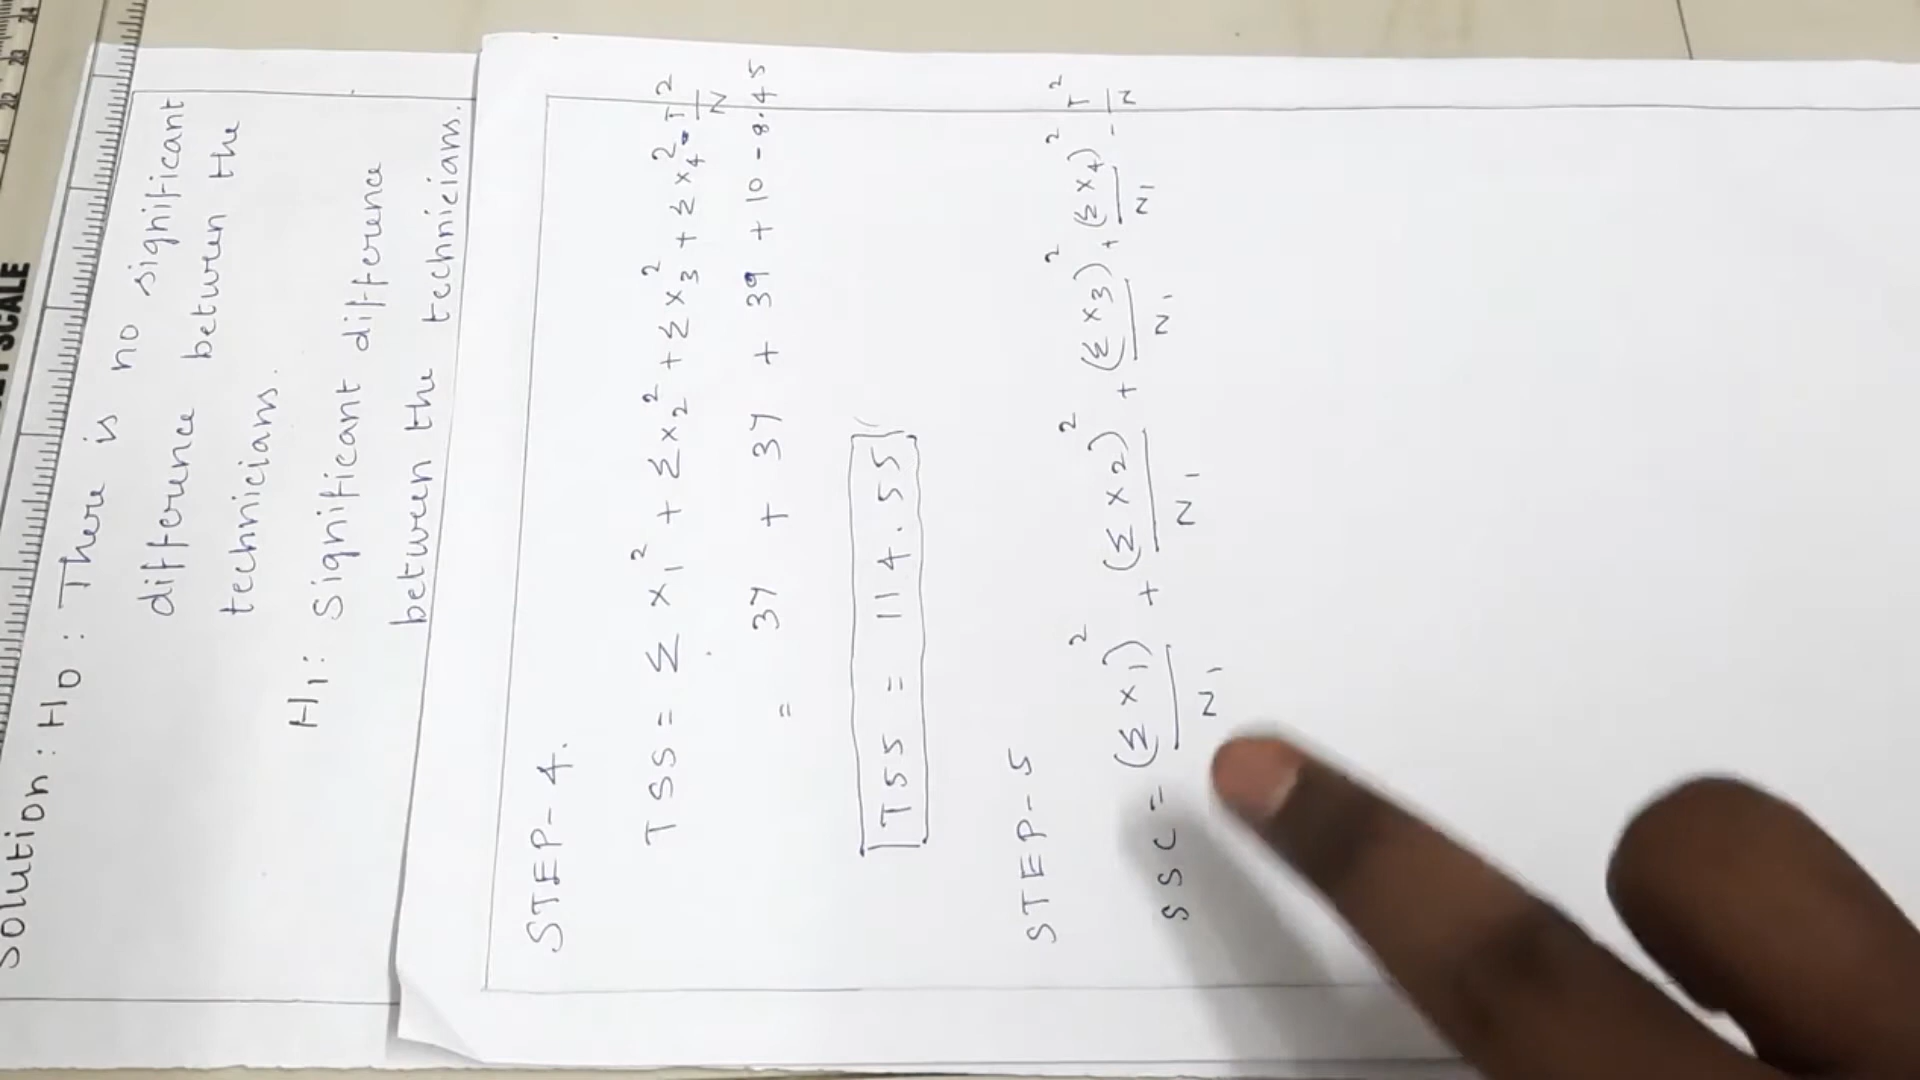 SCALE
Solution: H0: There is no significant
difference between the
technicians.
H1: Significant difference
between the technicians.
STEP-4.
TSS = Σ x₁² + Σx₂² + Σx₃² + Σx₄² - T²/N
= 37 + 37 + 39 + 10 - 8.45
TSS = 114.55
STEP-5
SSC = (Σx₁)²/N₁ + (Σx₂)²/N₁ + (Σx₃)²/N₁ + (Σx₄)²/N₁ - T²/N